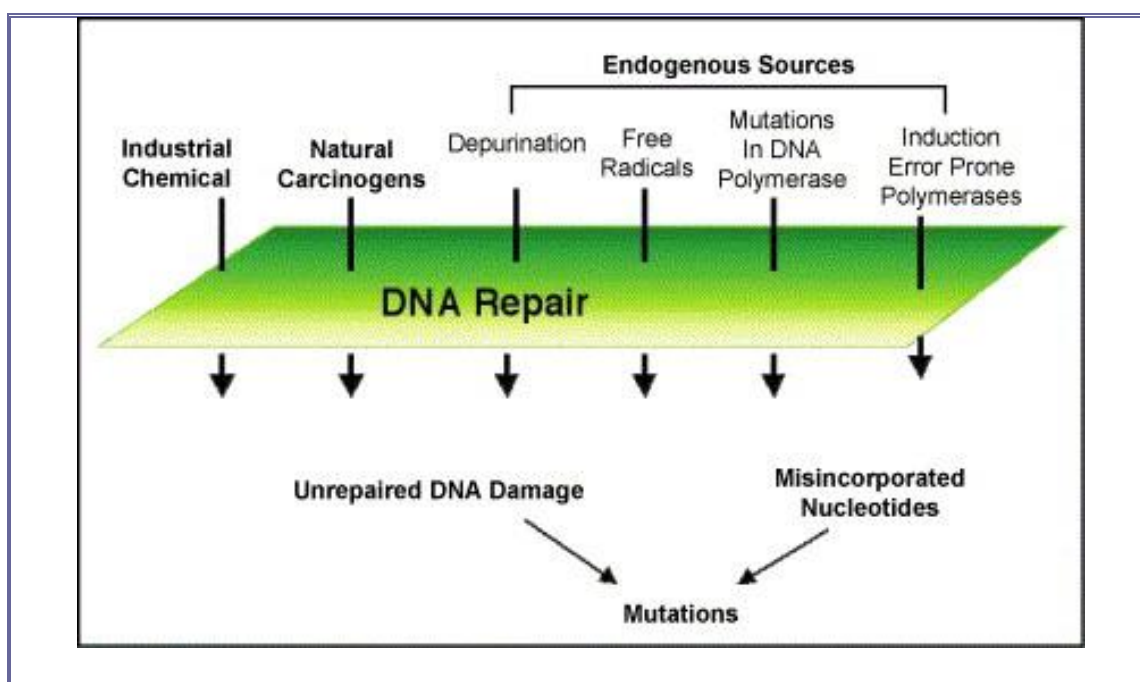 Endogenous Sources
Industrial
Chemical
Natural
Carcinogens
Depurination
Free
Radicals
Mutations
In DNA
Polymerase
Induction
Error Prone
Polymerases
DNA Repair
Unrepaired DNA Damage
Misincorporated
Nucleotides
Mutations